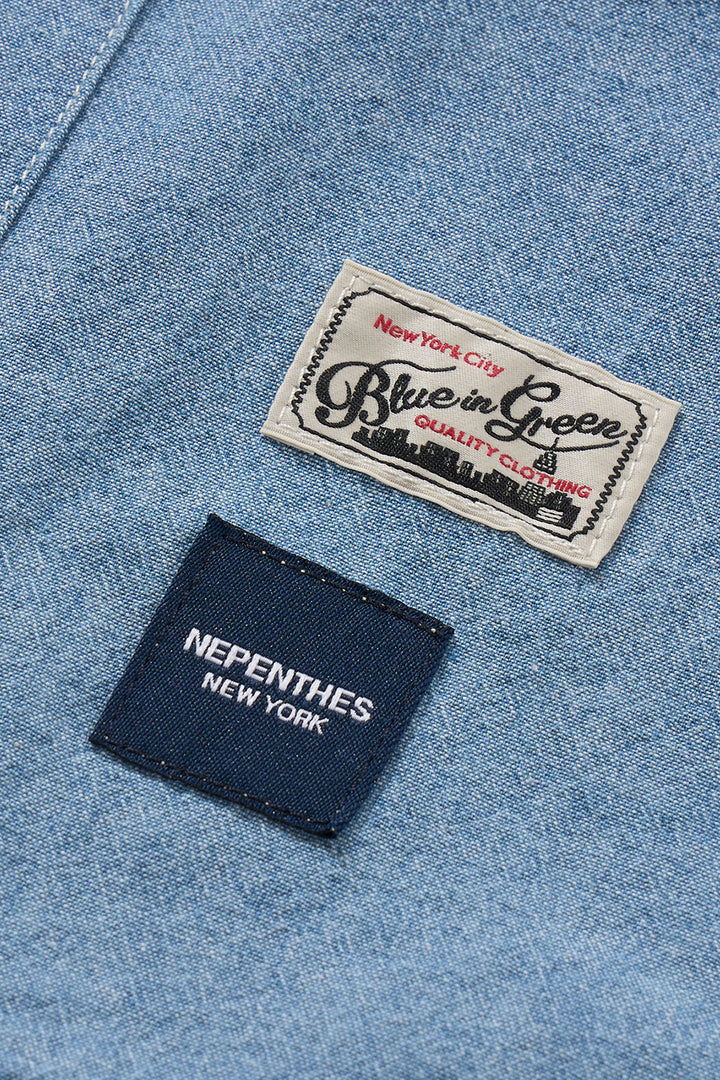 New York City
Blue in Green
QUALITY CLOTHING
NEPENTHES
NEW YORK